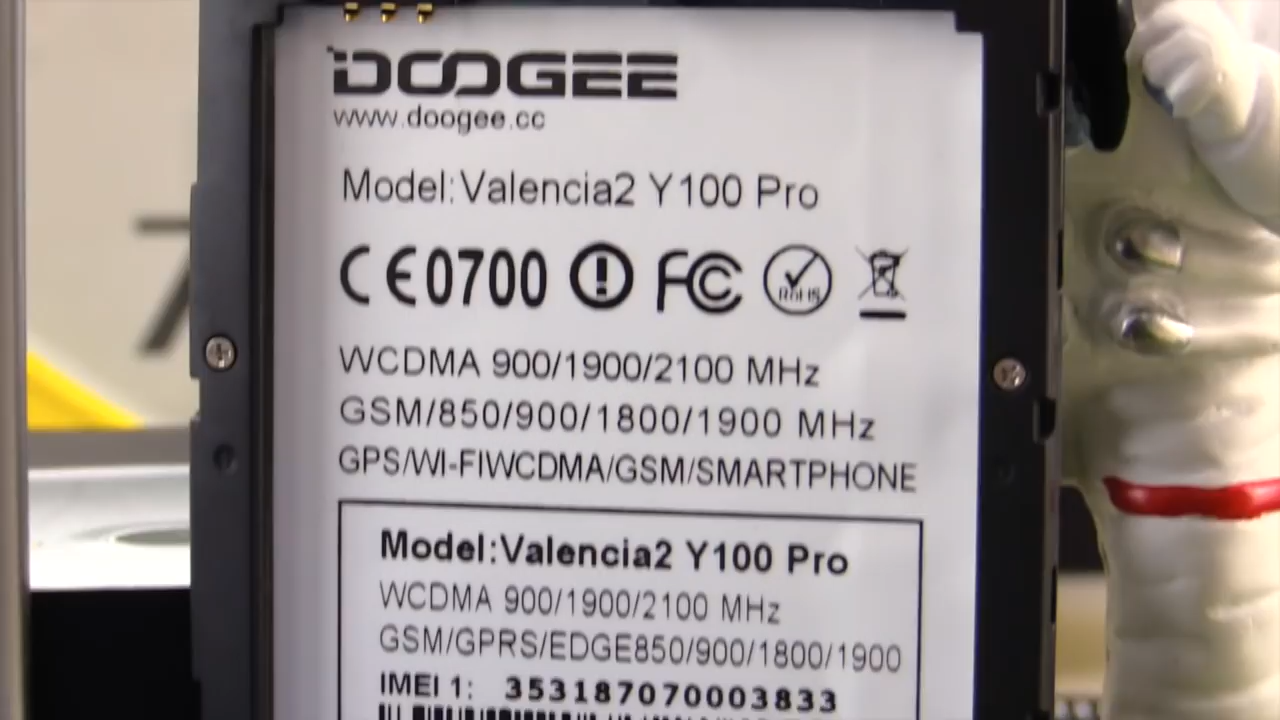 DOOGEE
www.doogee.cc
Model:Valencia2 Y100 Pro
CE0700 FC RoHS
WCDMA 900/1900/2100 MHz
GSM/850/900/1800/1900 MHz
GPS/WI-FIWCDMA/GSM/SMARTPHONE
Model:Valencia2 Y100 Pro
WCDMA 900/1900/2100 MHz
GSM/GPRS/EDGE850/900/1800/1900
IMEI 1: 353187070003833
7